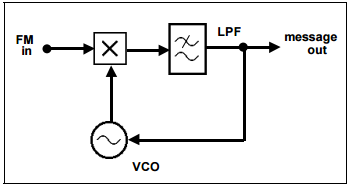 FM
in
LPF
message
out
VCO